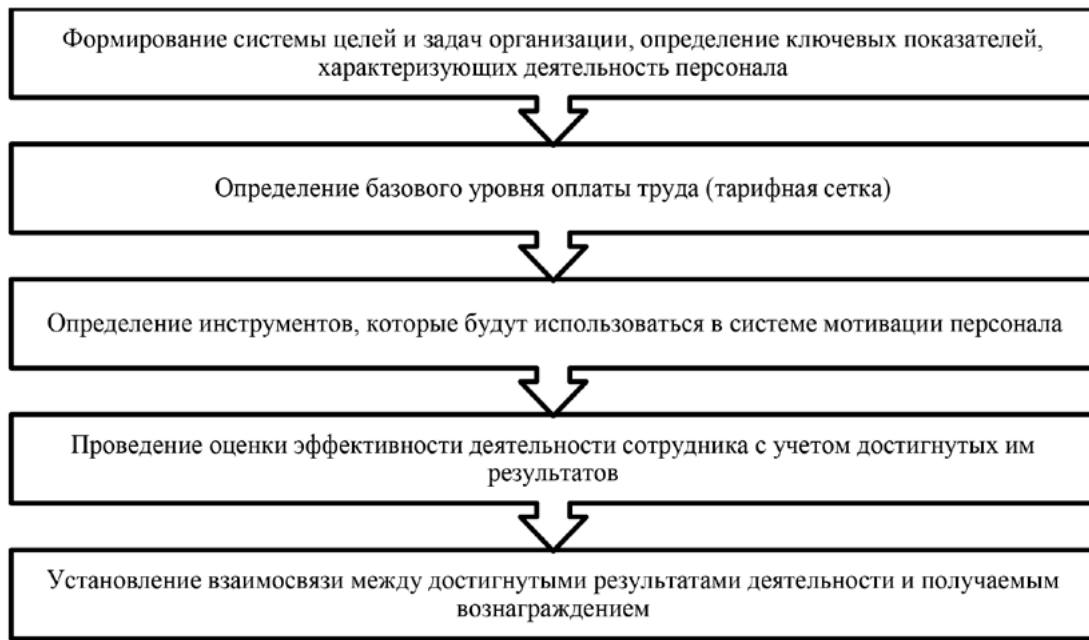 Формирование системы целей и задач организации, определение ключевых показателей,
характеризующих деятельность персонала
Определение базового уровня оплаты труда (тарифная сетка)
Определение инструментов, которые будут использоваться в системе мотивации персонала
Проведение оценки эффективности деятельности сотрудника с учетом достигнутых им
результатов
Установление взаимосвязи между достигнутыми результатами деятельности и получаемым
вознаграждением